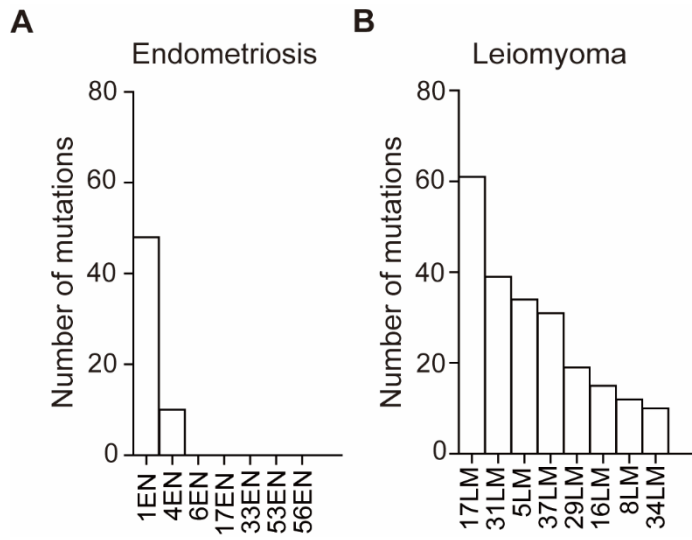 A
Endometriosis
Number of mutations
80
60
40
20
0
1EN
4EN
6EN
17EN
33EN
53EN
56EN
B
Leiomyoma
Number of mutations
80
60
40
20
0
17LM
31LM
5LM
37LM
29LM
16LM
8LM
34LM